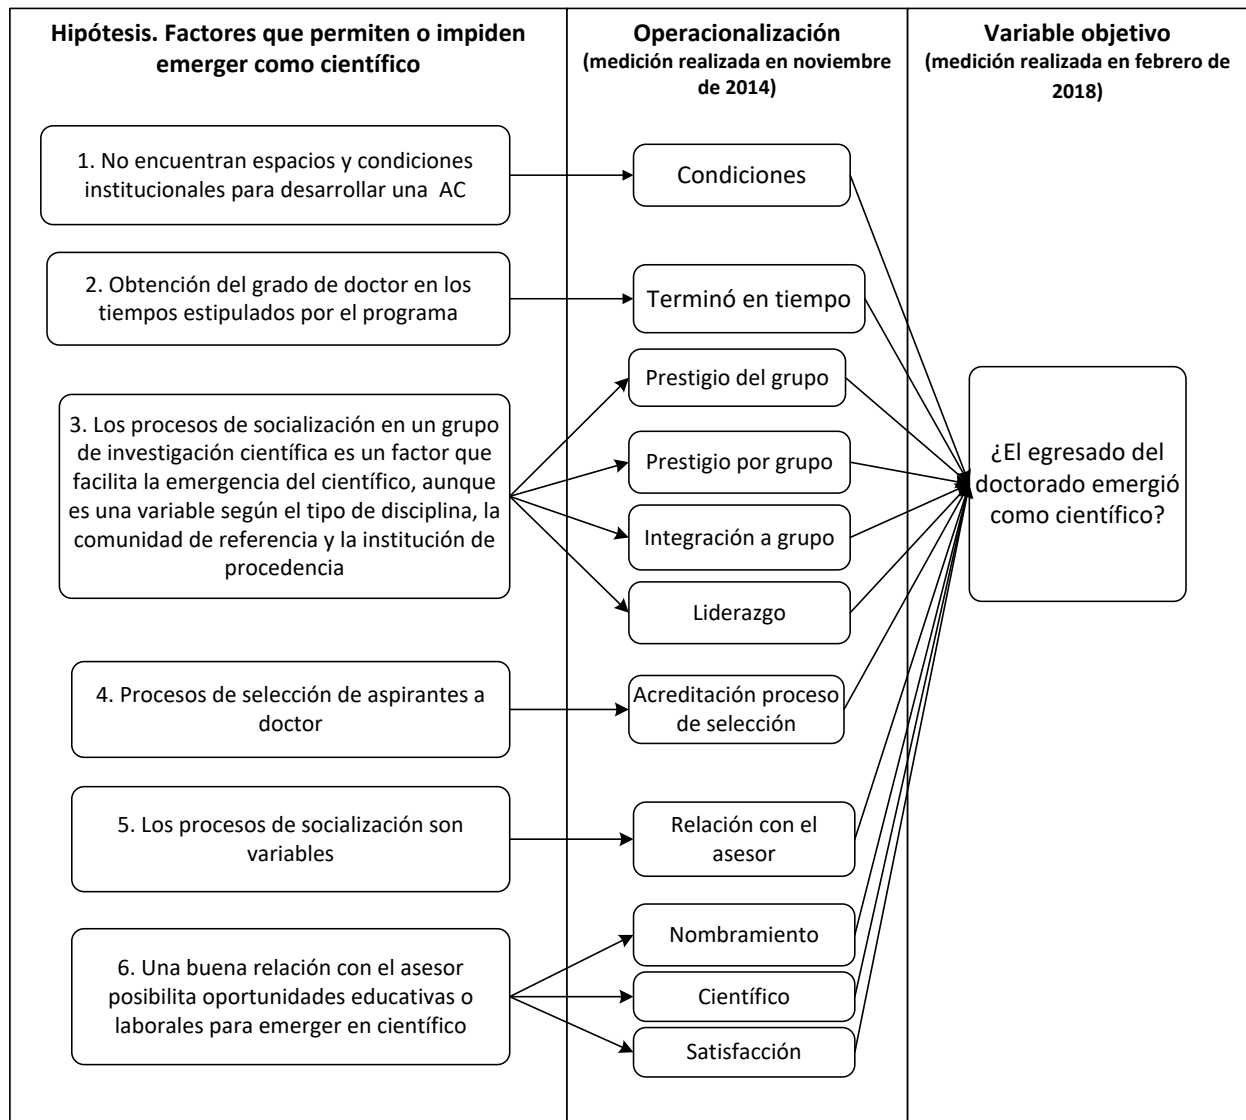 Hipótesis. Factores que permiten o impiden
emerger como científico
Operacionalización
(medición realizada en noviembre
de 2014)
Variable objetivo
(medición realizada en febrero de
2018)
1. No encuentran espacios y condiciones
institucionales para desarrollar una  AC
Condiciones
2. Obtención del grado de doctor en los
tiempos estipulados por el programa
Terminó en tiempo
3. Los procesos de socialización en un grupo
de investigación científica es un factor que
facilita la emergencia del científico, aunque
es una variable según el tipo de disciplina, la
comunidad de referencia y la institución de
procedencia
Prestigio del grupo
Prestigio por grupo
Integración a grupo
Liderazgo
¿El egresado del
doctorado emergió
como científico?
4. Procesos de selección de aspirantes a
doctor
Acreditación proceso
de selección
5. Los procesos de socialización son
variables
Relación con el
asesor
6. Una buena relación con el asesor
posibilita oportunidades educativas o
laborales para emerger en científico
Nombramiento
Científico
Satisfacción